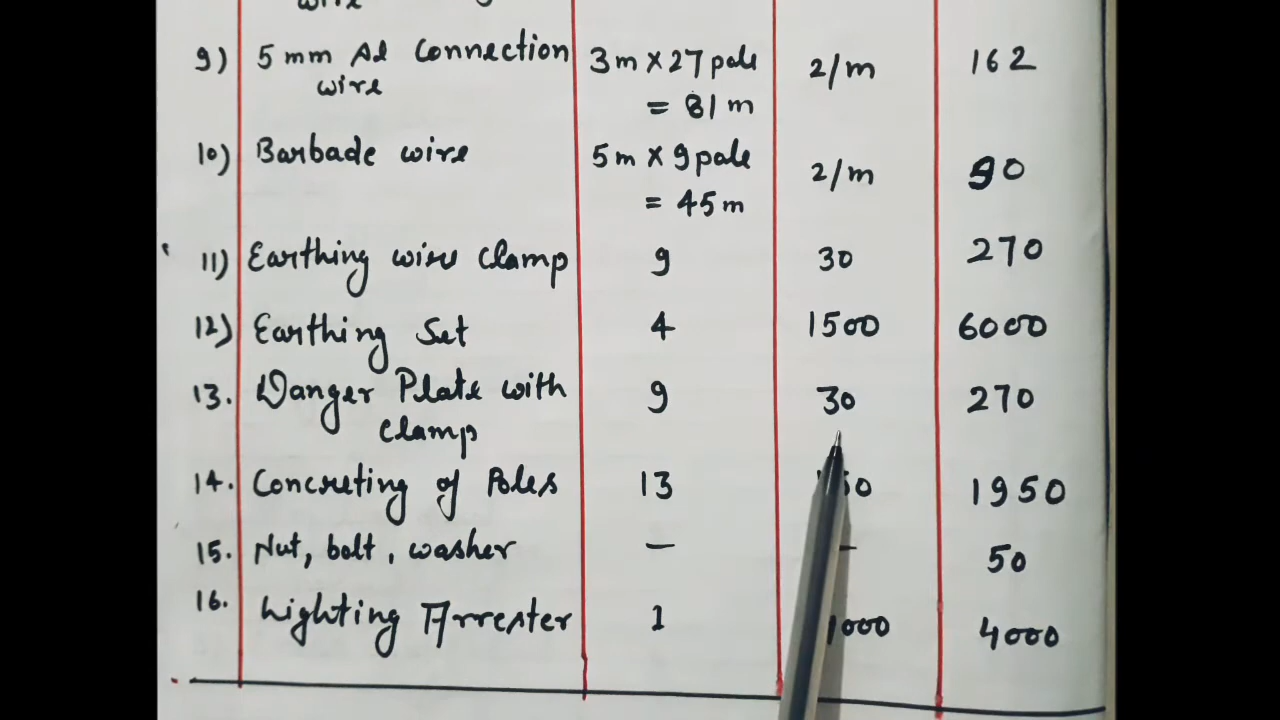 wire
9) 5 mm Al Connection 3m x 27 pole 2/m 162
wire = 81 m
10) Barbade wire 5m x 9 pole 2/m 90
= 45 m
11) Earthing wire Clamp 9 30 270
12) Earthing Set 4 1500 6000
13. Danger Plate with 9 30 270
Clamp
14. Concreting of Poles 13 1950
15. Nut, bolt, washer — — 50
16. Lighting Arrester 1 4000